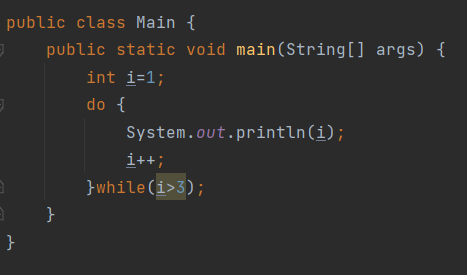 public class Main {
    public static void main(String[] args) {
        int i=1;
        do {
            System.out.println(i);
            i++;
        }while(i>3);
    }
}